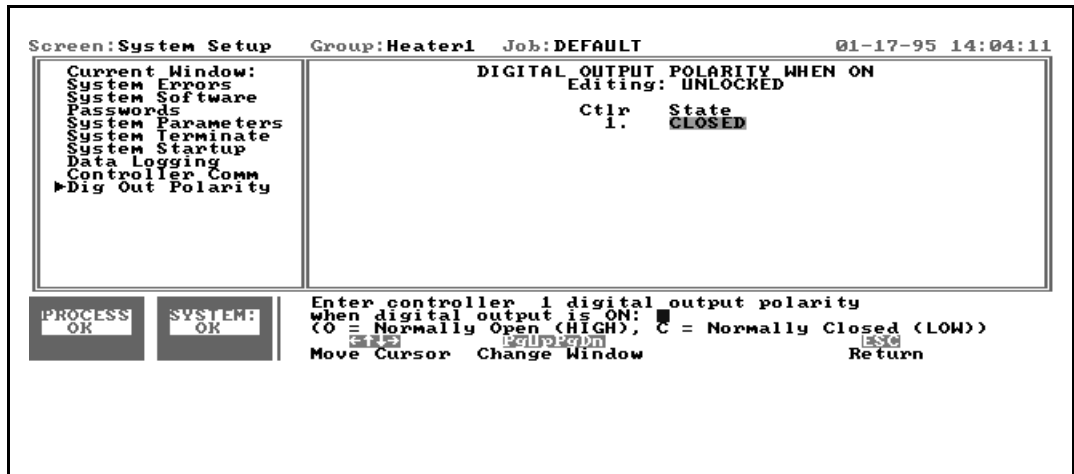 Screen:System Setup Group:Heater1 Job:DEFAULT 01-17-95 14:04:11
Current Window:
System Errors
System Software
Passwords
System Parameters
System Terminate
System Startup
Data Logging
Controller Comm
►Dig Out Polarity
DIGITAL OUTPUT POLARITY WHEN ON
Editing: UNLOCKED
Ctlr State
1. CLOSED
PROCESS
OK
SYSTEM:
OK
Enter controller 1 digital output polarity
when digital output is ON:
(O = Normally Open (HIGH), C = Normally Closed (LOW))
←↑↓→ PgUpPgDn ESC
Move Cursor Change Window Return